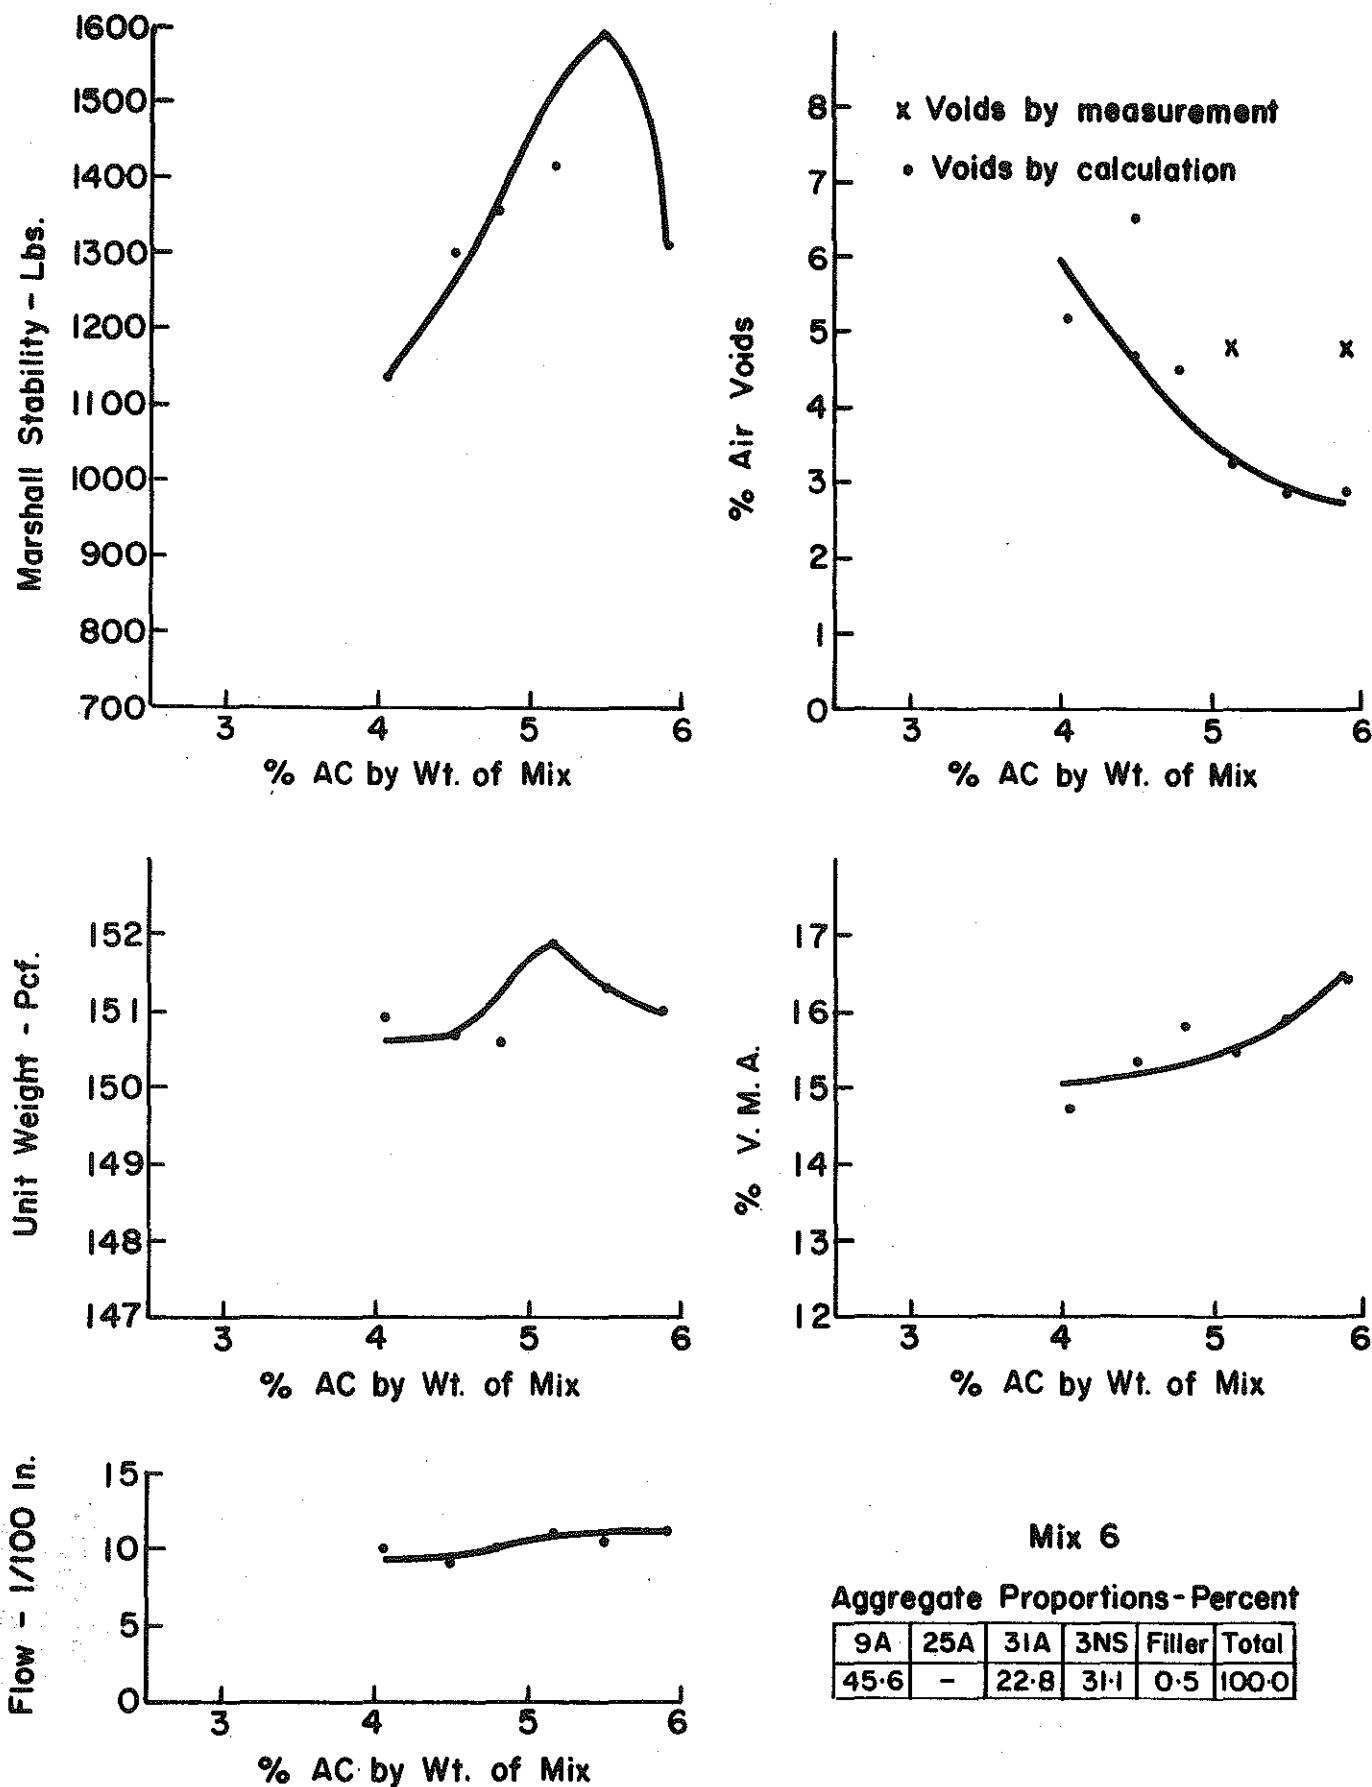 Marshall Stability - Lbs.
1600
1500
1400
1300
1200
1100
1000
900
800
700
3 4 5 6
% AC by Wt. of Mix
% Air Voids
8
7
6
5
4
3
2
1
0
x Voids by measurement
• Voids by calculation
3 4 5 6
% AC by Wt. of Mix
Unit Weight - Pcf.
152
151
150
149
148
147
3 4 5 6
% AC by Wt. of Mix
% V. M. A.
17
16
15
14
13
12
3 4 5 6
% AC by Wt. of Mix
Flow - 1/100 In.
15
10
5
0
3 4 5 6
% AC by Wt. of Mix
Mix 6
Aggregate Proportions-Percent
9A 25A 31A 3NS Filler Total
45.6 - 22.8 31.1 0.5 100.0